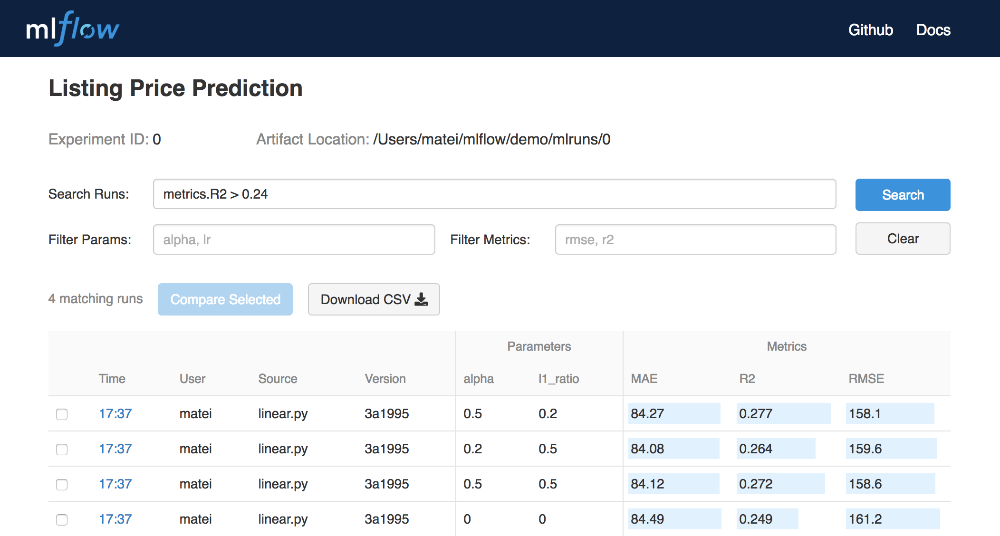 mlflow
Github Docs
Listing Price Prediction
Experiment ID: 0 Artifact Location: /Users/matei/mlflow/demo/mlruns/0
Search Runs: metrics.R2 > 0.24 Search
Filter Params: alpha, lr Filter Metrics: rmse, r2 Clear
4 matching runs Compare Selected Download CSV
Parameters Metrics
Time User Source Version alpha l1_ratio MAE R2 RMSE
17:37 matei linear.py 3a1995 0.5 0.2 84.27 0.277 158.1
17:37 matei linear.py 3a1995 0.2 0.5 84.08 0.264 159.6
17:37 matei linear.py 3a1995 0.5 0.5 84.12 0.272 158.6
17:37 matei linear.py 3a1995 0 0 84.49 0.249 161.2